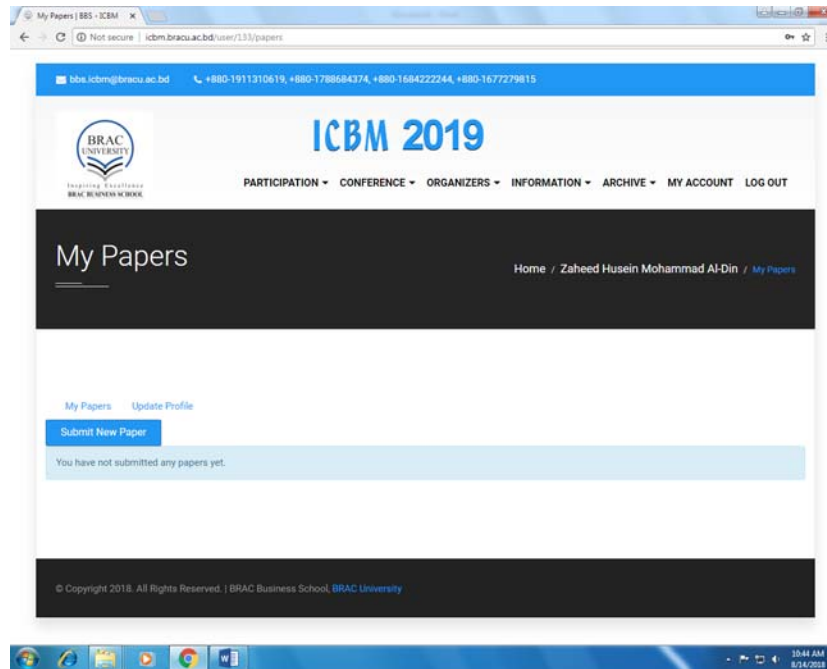 My Papers | BBS - ICBM
Not secure | icbm.bracu.ac.bd/user/133/papers
bbs.icbm@bracu.ac.bd +880-1911310619, +880-1788684374, +880-1684222244, +880-1677279815
BRAC
UNIVERSITY
Inspiring Excellence
BRAC BUSINESS SCHOOL
ICBM 2019
PARTICIPATION CONFERENCE ORGANIZERS INFORMATION ARCHIVE MY ACCOUNT LOG OUT
My Papers
Home / Zaheed Husein Mohammad Al-Din / My Papers
My Papers Update Profile
Submit New Paper
You have not submitted any papers yet.
© Copyright 2018. All Rights Reserved. | BRAC Business School, BRAC University
10:44 AM
8/14/2018